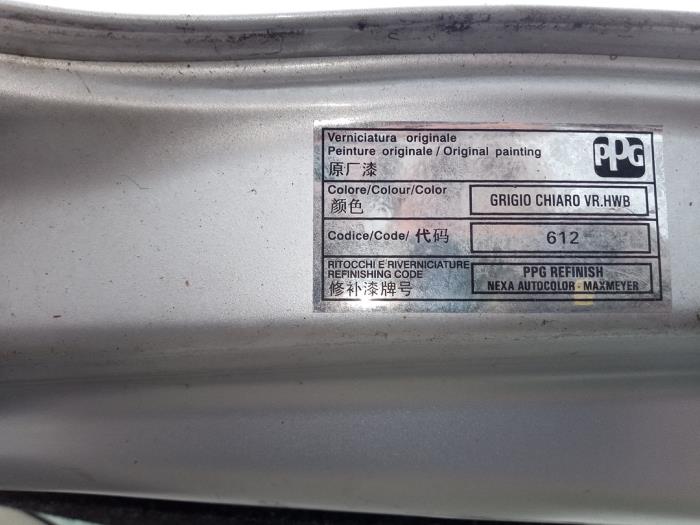 Verniciatura originale
Peinture originale / Original painting
原厂漆
PPG
Colore/Colour/Color
颜色
GRIGIO CHIARO VR.HWB
Codice/Code/ 代码
612
RITOCCHI E RIVERNICIATURE
REFINISHING CODE
修补漆牌号
PPG REFINISH
NEXA AUTOCOLOR - MAXMEYER